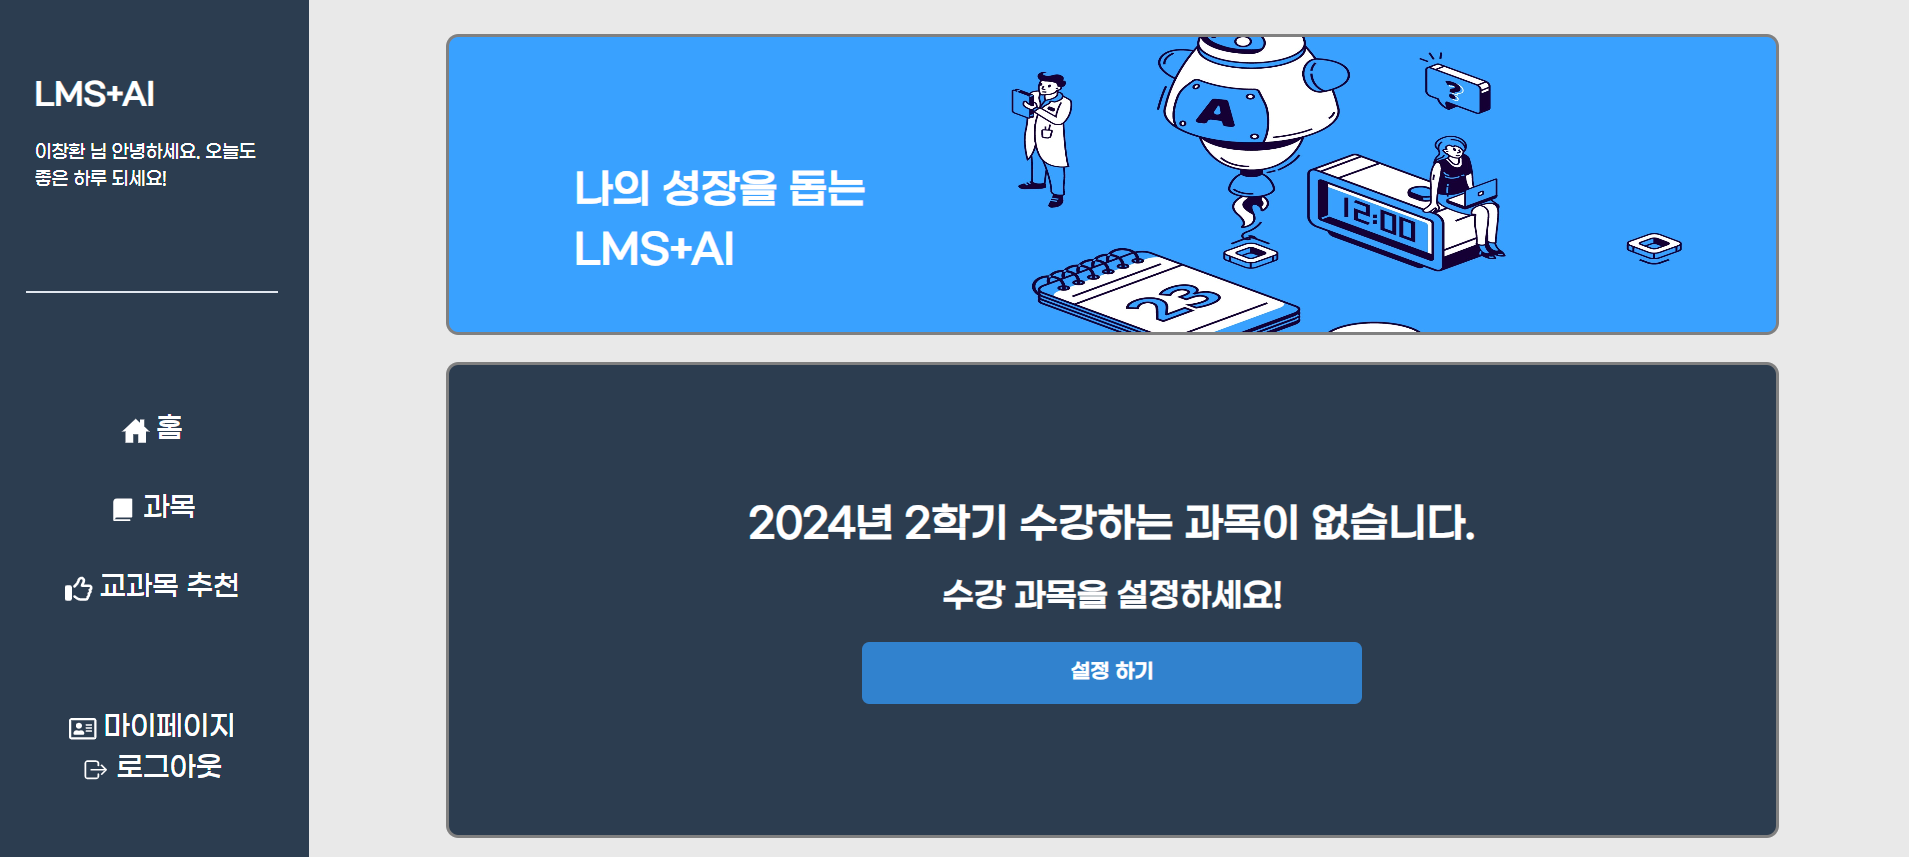 LMS+AI
이창환 님 안녕하세요. 오늘도
좋은 하루 되세요!
홈
과목
교과목 추천
마이페이지
로그아웃
나의 성장을 돕는
LMS+AI
A
?
12:00
23
2024년 2학기 수강하는 과목이 없습니다.
수강 과목을 설정하세요!
설정 하기